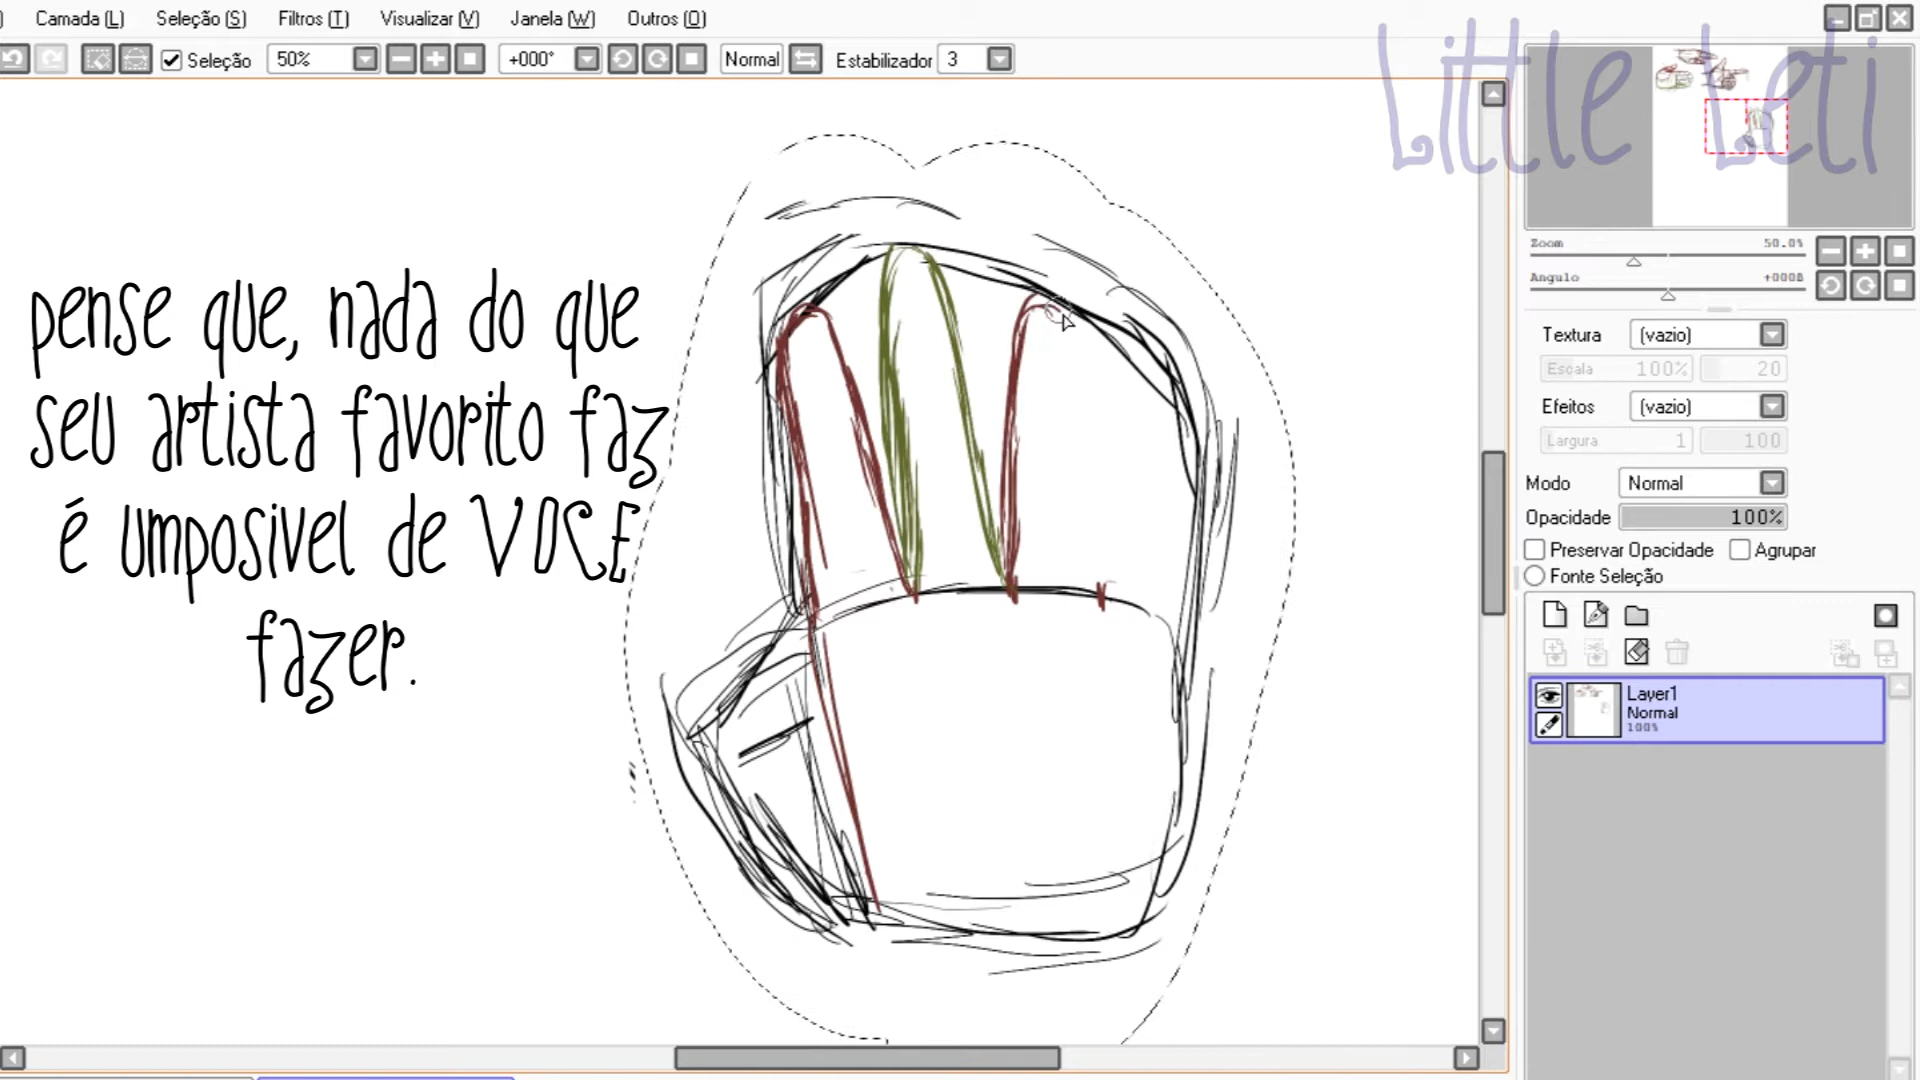 Camada (L) Seleção (S) Filtros (T) Visualizar (V) Janela (W) Outros (O)
Seleção 50% +000° Normal Estabilizador 3
Little Leti
Zoom 50.0%
Angulo +000°
Textura (vazio)
Escala 100% 20
Efeitos (vazio)
Largura 1 100
Modo Normal
Opacidade 100%
Preservar Opacidade Agrupar
Fonte Seleção
Layer1
Normal
100%
pense que, nada do que
seu artista favorito faz
é umposivel de VOCE
fazer.